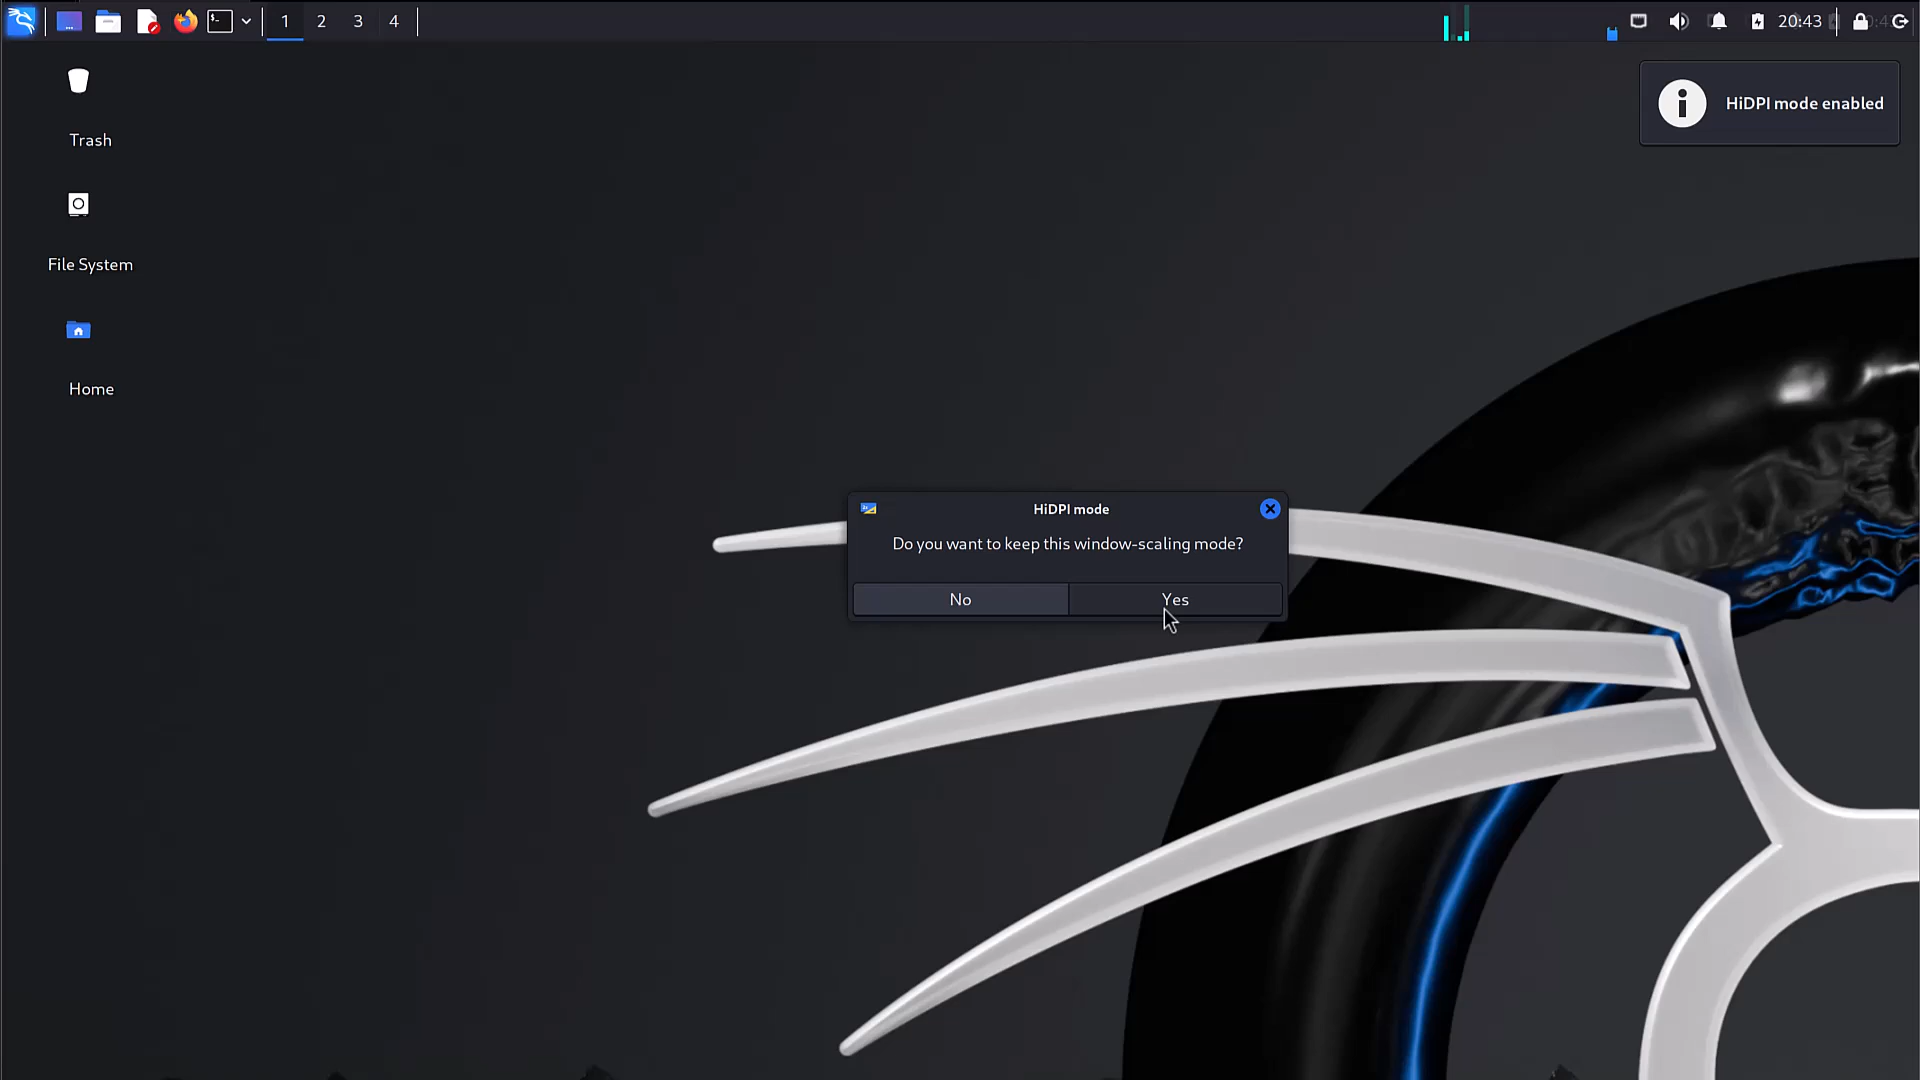 1 2 3 4
20:43
HiDPI mode enabled
Trash
File System
Home
HiDPI mode
Do you want to keep this window-scaling mode?
No Yes